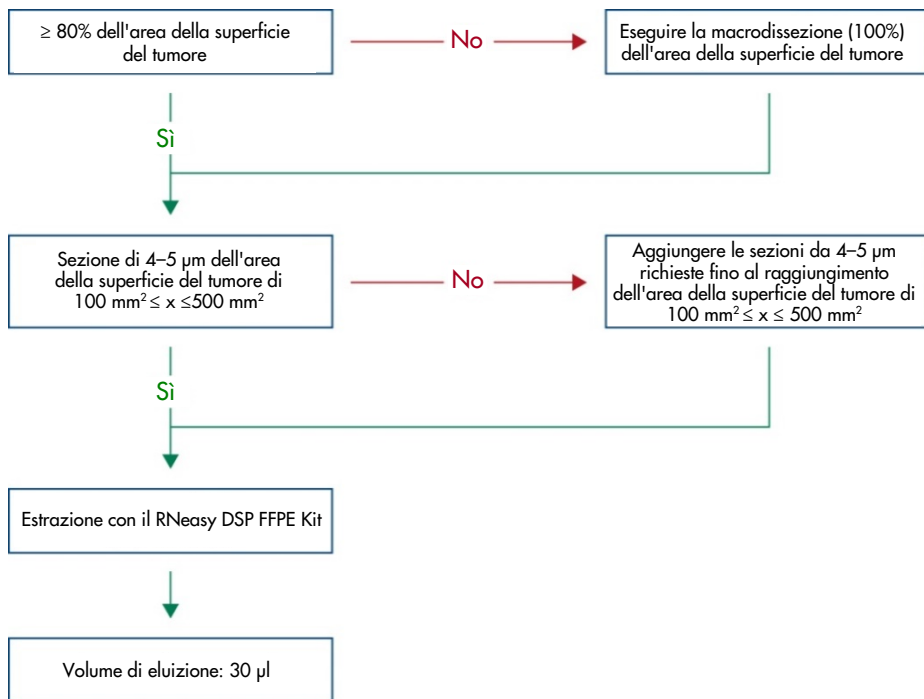 ≥ 80% dell'area della superficie
del tumore
No
Eseguire la macrodissezione (100%)
dell'area della superficie del tumore
Sì
Sezione di 4–5 µm dell'area
della superficie del tumore di
100 mm² ≤ x ≤500 mm²
No
Aggiungere le sezioni da 4–5 µm
richieste fino al raggiungimento
dell'area della superficie del tumore di
100 mm² ≤ x ≤ 500 mm²
Sì
Estrazione con il RNeasy DSP FFPE Kit
Volume di eluizione: 30 µl